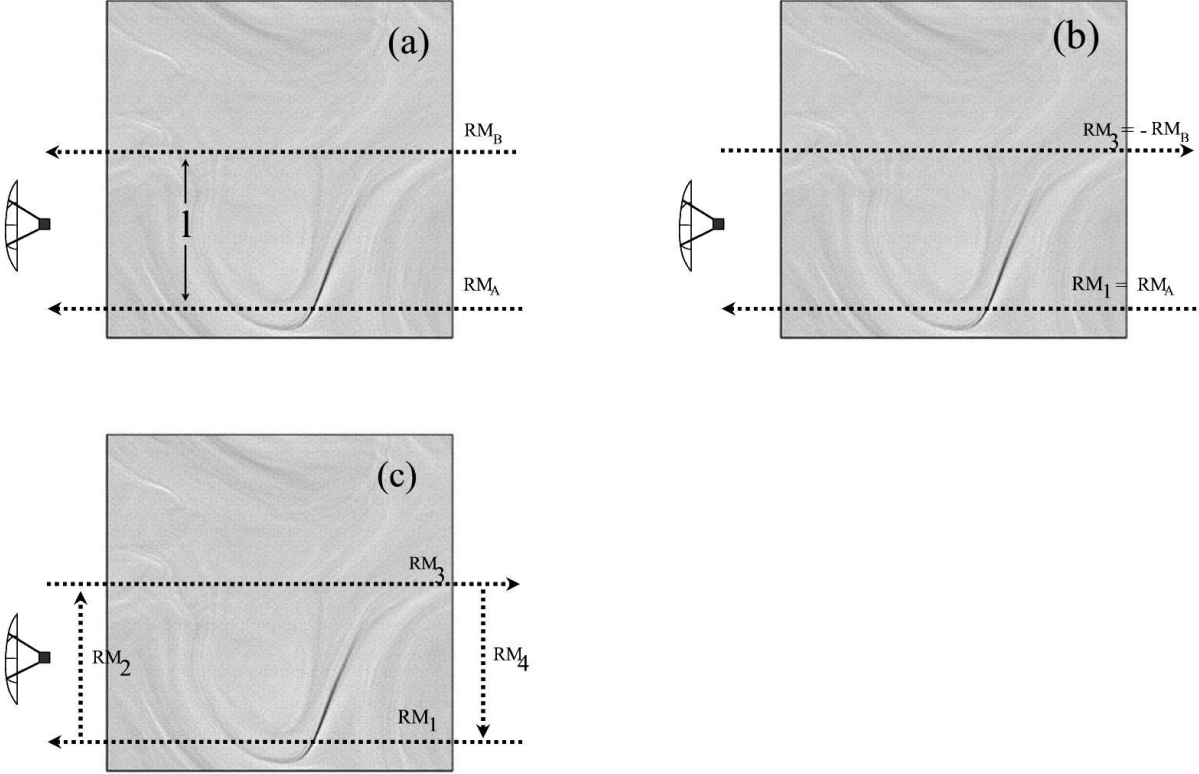 (a)
RM_B
l
RM_A
(b)
RM_3 = - RM_B
RM_1 = RM_A
(c)
RM_3
RM_2
RM_4
RM_1